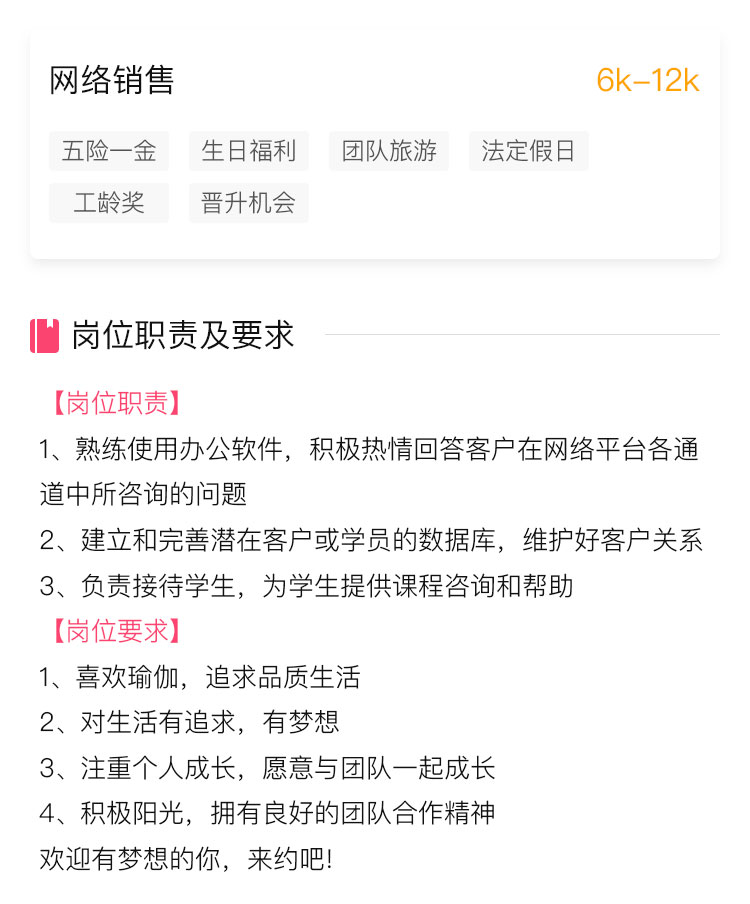 网络销售 6k-12k
五险一金 生日福利 团队旅游 法定假日
工龄奖 晋升机会
岗位职责及要求
【岗位职责】
1、熟练使用办公软件，积极热情回答客户在网络平台各通
道中所咨询的问题
2、建立和完善潜在客户或学员的数据库，维护好客户关系
3、负责接待学生，为学生提供课程咨询和帮助
【岗位要求】
1、喜欢瑜伽，追求品质生活
2、对生活有追求，有梦想
3、注重个人成长，愿意与团队一起成长
4、积极阳光，拥有良好的团队合作精神
欢迎有梦想的你，来约吧!